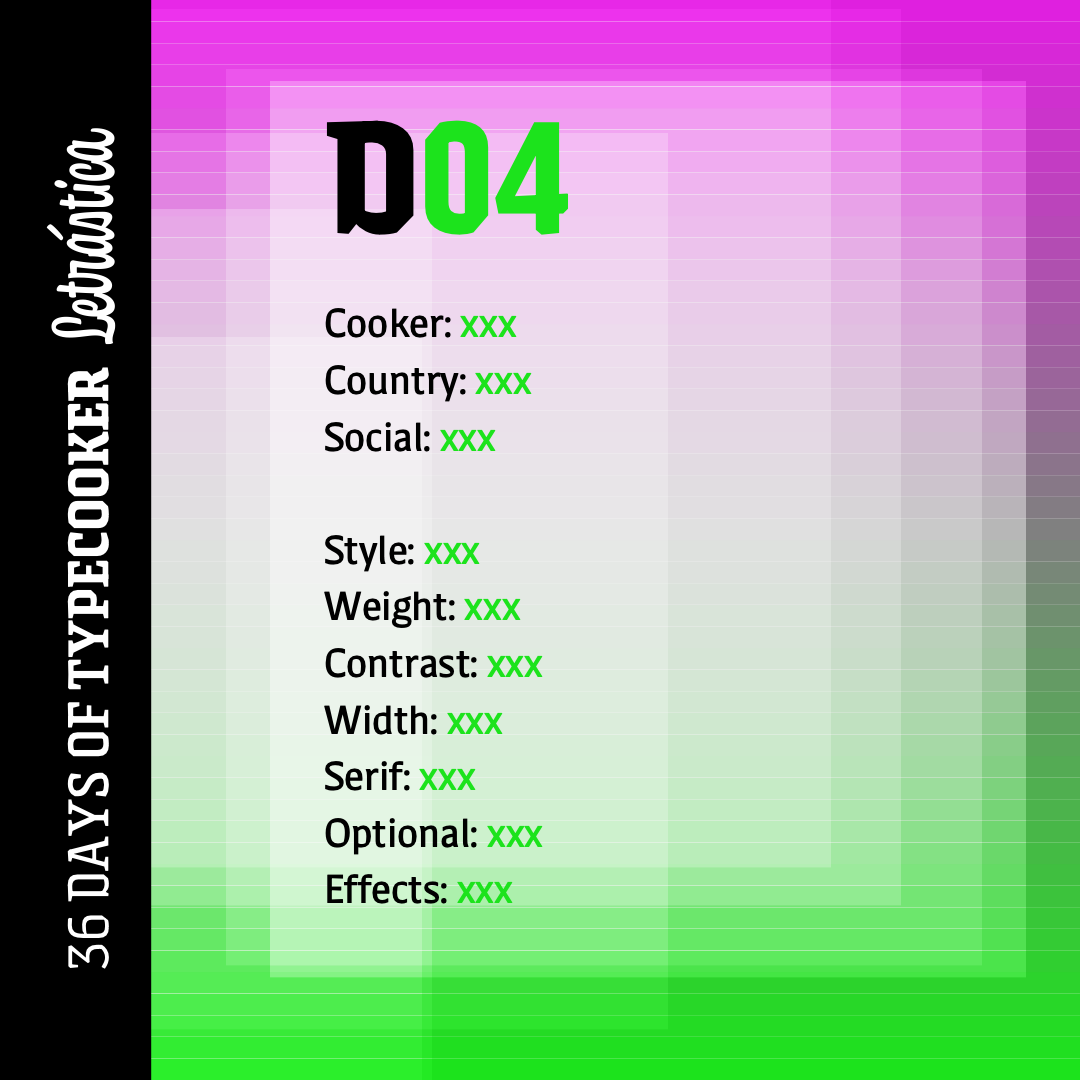 36 DAYS OF TYPECOOKER Letrástica
D04
Cooker: xxx
Country: xxx
Social: xxx
Style: xxx
Weight: xxx
Contrast: xxx
Width: xxx
Serif: xxx
Optional: xxx
Effects: xxx